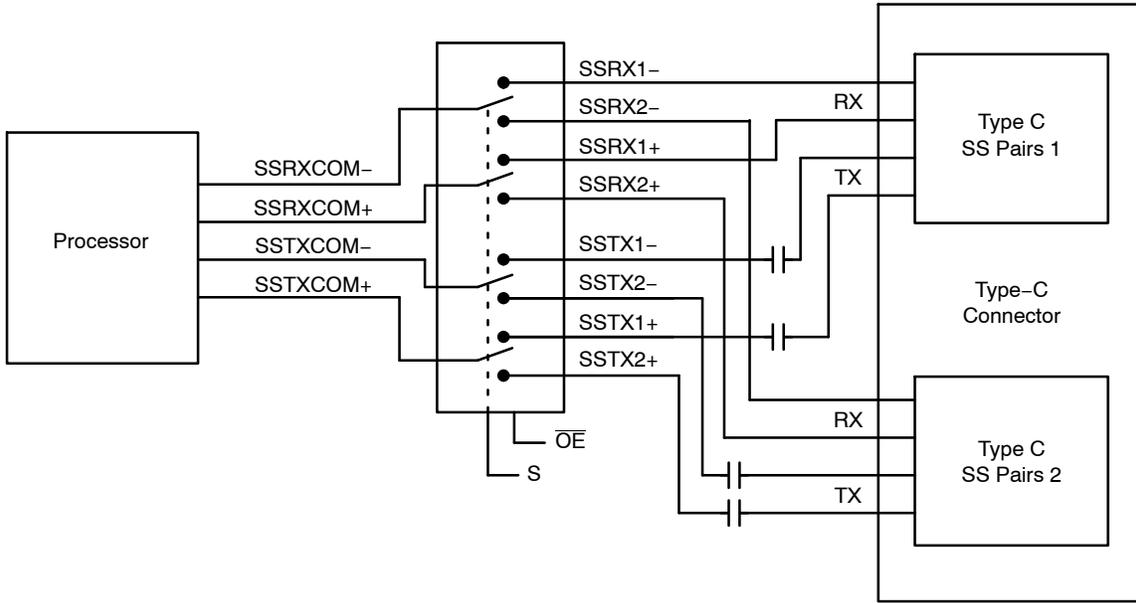 Processor
SSRXCOM−
SSRXCOM+
SSTXCOM−
SSTXCOM+
SSRX1−
SSRX2−
SSRX1+
SSRX2+
SSTX1−
SSTX2−
SSTX1+
SSTX2+
OE
S
RX
TX
Type C
SS Pairs 1
Type−C
Connector
RX
TX
Type C
SS Pairs 2